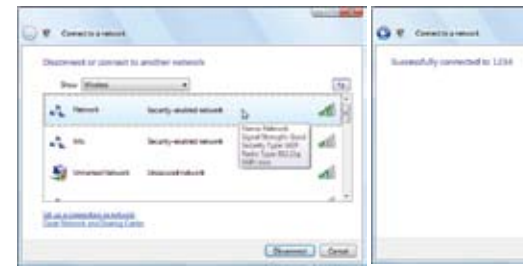 Connect to a network
Disconnect or connect to another network
Show Wireless
Network Security-enabled network
Name: Network
Signal Strength: Good
Security Type: WEP
Radio Type: 802.11g
Security-enabled network
Unnamed Network Unsecured network
Set up a connection or network
Open Network and Sharing Center
Disconnect Cancel
Connect to a network
Successfully connected to 1234